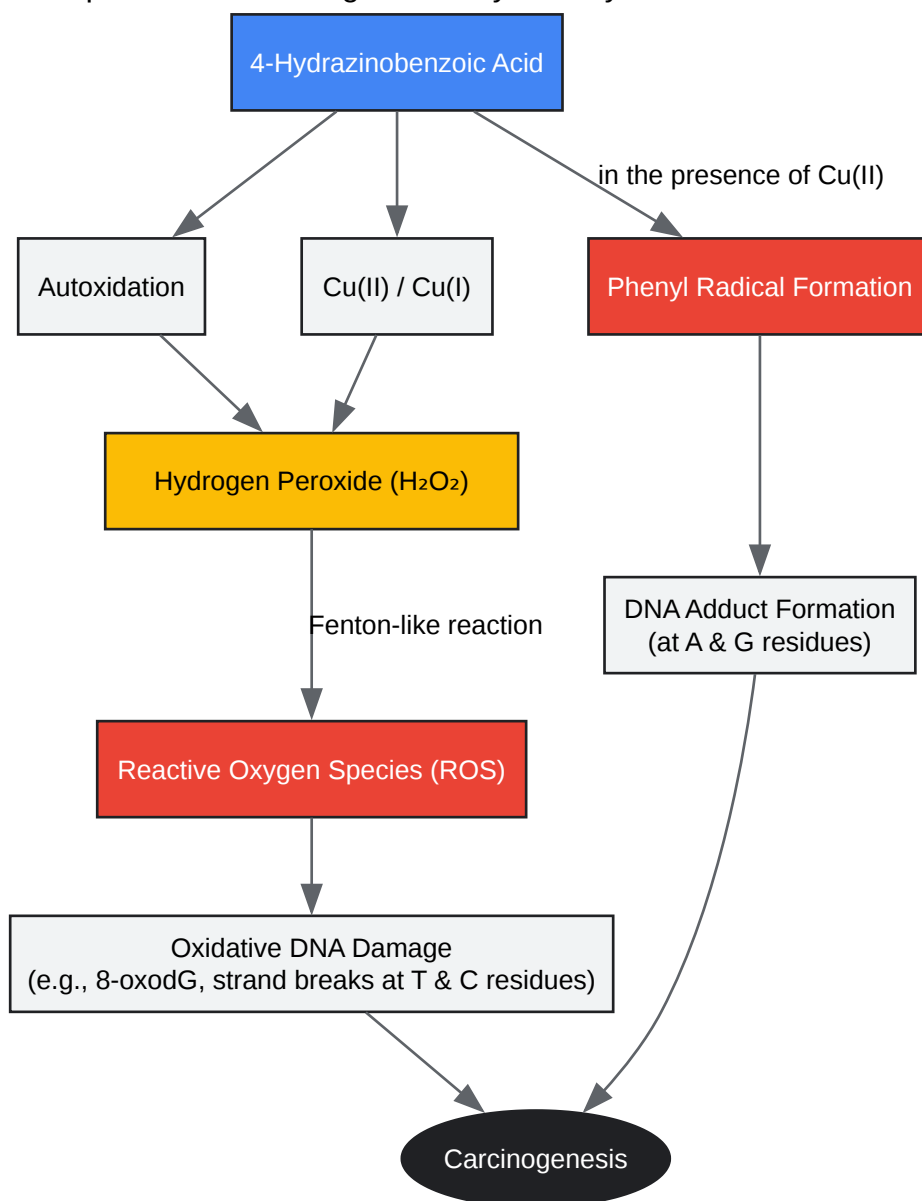 4-Hydrazinobenzoic Acid
in the presence of Cu(II)
Autoxidation
Cu(II) / Cu(I)
Phenyl Radical Formation
Hydrogen Peroxide (H₂O₂)
DNA Adduct Formation
(at A & G residues)
Fenton-like reaction
Reactive Oxygen Species (ROS)
Oxidative DNA Damage
(e.g., 8-oxodG, strand breaks at T & C residues)
Carcinogenesis